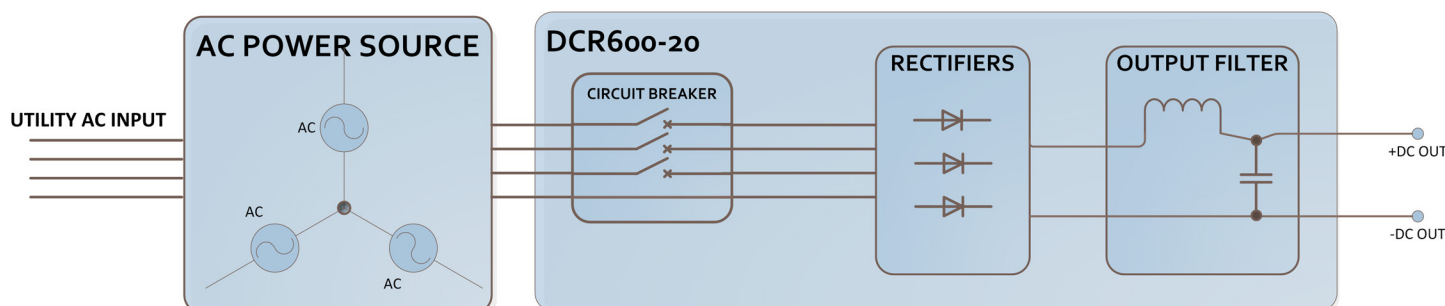 UTILITY AC INPUT
AC POWER SOURCE
AC
AC
AC
DCR600-20
CIRCUIT BREAKER
RECTIFIERS
OUTPUT FILTER
+DC OUT
-DC OUT